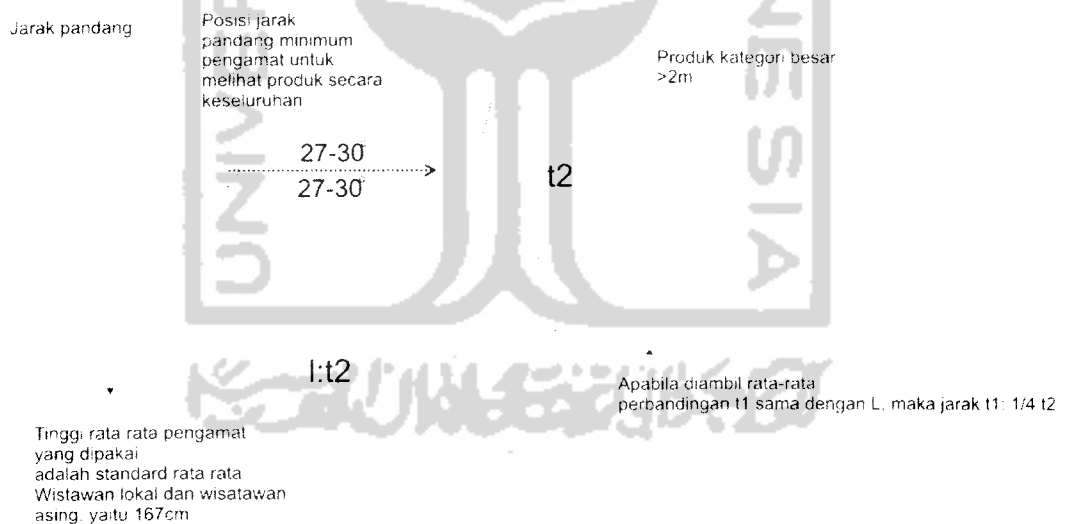 Jarak pandang
Posisi jarak
pandang minimum
pengamat untuk
melihat produk secara
keseluruhan
Produk kategori besar
>2m
27-30°
27-30°
t2
l:t2
Apabila diambil rata-rata
perbandingan t1 sama dengan L, maka jarak t1: 1/4 t2
Tinggi rata rata pengamat
yang dipakai
adalah standard rata rata
Wistawan lokal dan wisatawan
asing, yaitu 167cm
NESIA